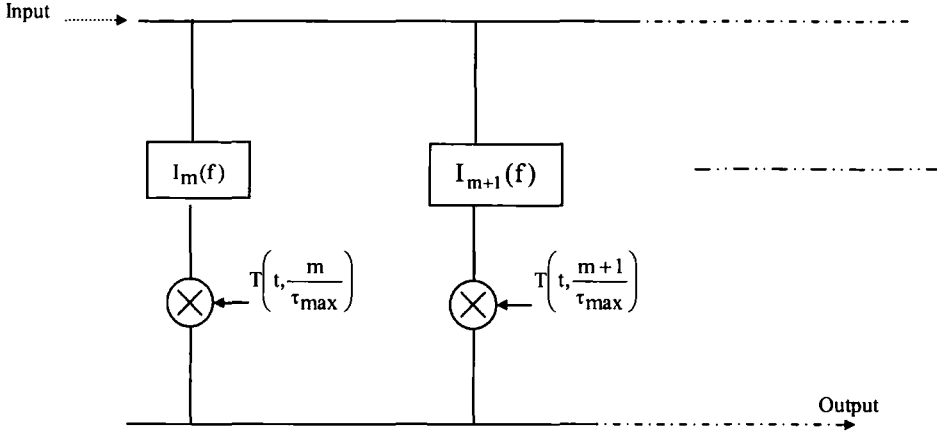 Input
I_m(f)
I_{m+1}(f)
T(t, m/τ_max)
T(t, m+1/τ_max)
Output